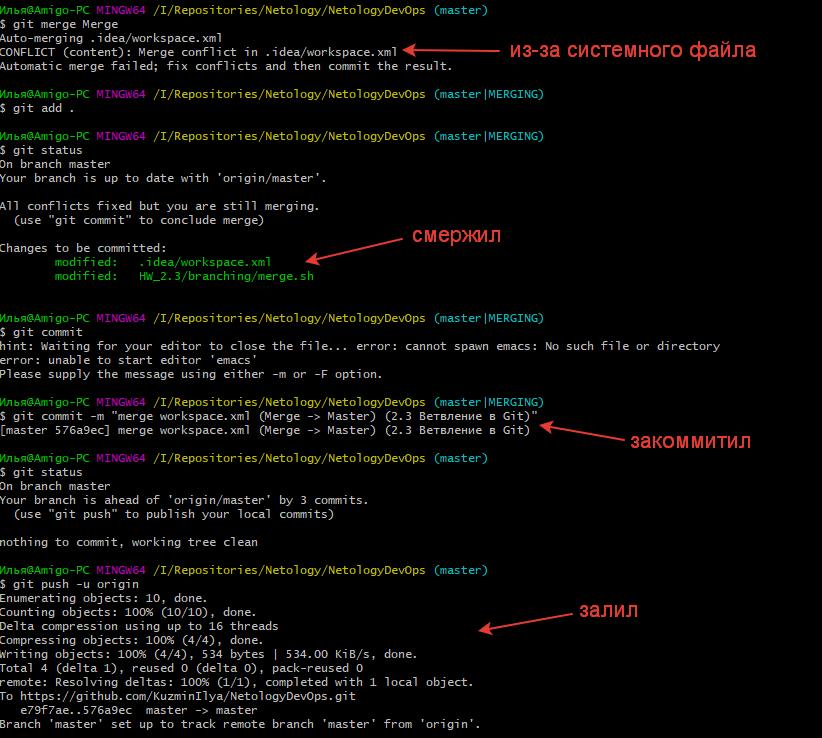 Илья@Amigo-PC MINGW64 /I/Repositories/Netology/NetologyDevOps (master)
$ git merge Merge
Auto-merging .idea/workspace.xml
CONFLICT (content): Merge conflict in .idea/workspace.xml
из-за системного файла
Automatic merge failed; fix conflicts and then commit the result.
Илья@Amigo-PC MINGW64 /I/Repositories/Netology/NetologyDevOps (master|MERGING)
$ git add .
Илья@Amigo-PC MINGW64 /I/Repositories/Netology/NetologyDevOps (master|MERGING)
$ git status
On branch master
Your branch is up to date with 'origin/master'.
All conflicts fixed but you are still merging.
(use "git commit" to conclude merge)
смержил
Changes to be committed:
modified: .idea/workspace.xml
modified: HW_2.3/branching/merge.sh
Илья@Amigo-PC MINGW64 /I/Repositories/Netology/NetologyDevOps (master|MERGING)
$ git commit
hint: Waiting for your editor to close the file... error: cannot spawn emacs: No such file or directory
error: unable to start editor 'emacs'
Please supply the message using either -m or -F option.
Илья@Amigo-PC MINGW64 /I/Repositories/Netology/NetologyDevOps (master|MERGING)
$ git commit -m "merge workspace.xml (Merge -> Master) (2.3 Ветвление в Git)"
[master 576a9ec] merge workspace.xml (Merge -> Master) (2.3 Ветвление в Git)
закоммитил
Илья@Amigo-PC MINGW64 /I/Repositories/Netology/NetologyDevOps (master)
$ git status
On branch master
Your branch is ahead of 'origin/master' by 3 commits.
(use "git push" to publish your local commits)
nothing to commit, working tree clean
Илья@Amigo-PC MINGW64 /I/Repositories/Netology/NetologyDevOps (master)
$ git push -u origin
Enumerating objects: 10, done.
Counting objects: 100% (10/10), done.
залил
Delta compression using up to 16 threads
Compressing objects: 100% (4/4), done.
Writing objects: 100% (4/4), 534 bytes | 534.00 KiB/s, done.
Total 4 (delta 1), reused 0 (delta 0), pack-reused 0
remote: Resolving deltas: 100% (1/1), completed with 1 local object.
To https://github.com/KuzminIlya/NetologyDevOps.git
e79f7ae..576a9ec master -> master
Branch 'master' set up to track remote branch 'master' from 'origin'.